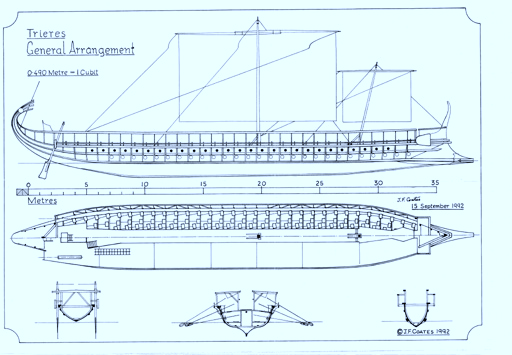 Trieres
General Arrangement
0·490 Metre = 1 Cubit
0 5 10 15 20 25 30 35
Metres
J.F. Coates
15 September 1992
© J.F. COATES 1992